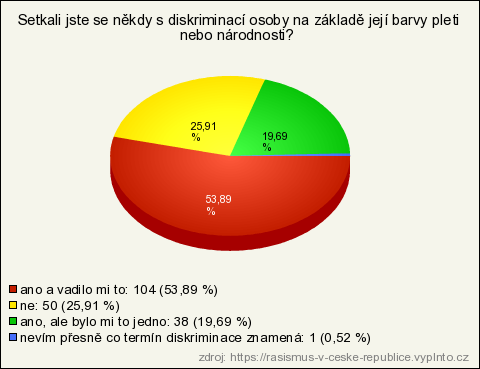 Setkali jste se někdy s diskriminací osoby na základě její barvy pleti
nebo národnosti?
25,91
%
19,69
%
53,89
%
ano a vadilo mi to: 104 (53,89 %)
ne: 50 (25,91 %)
ano, ale bylo mi to jedno: 38 (19,69 %)
nevím přesně co termín diskriminace znamená: 1 (0,52 %)
zdroj: https://rasismus-v-ceske-republice.vyplnto.cz